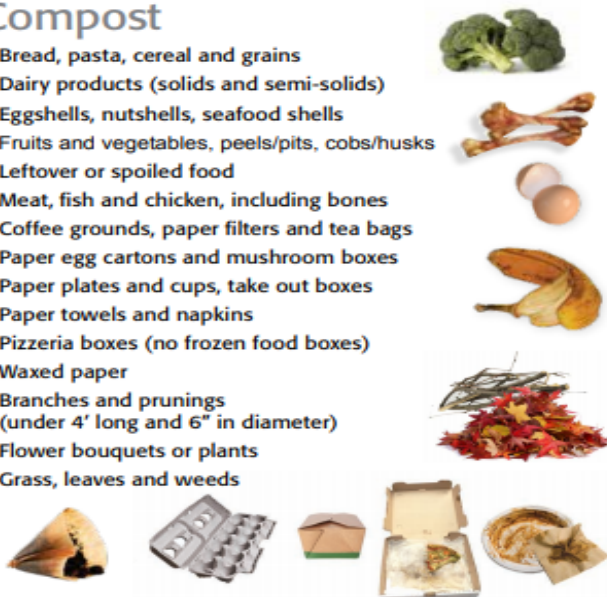 Compost
Bread, pasta, cereal and grains
Dairy products (solids and semi-solids)
Eggshells, nutshells, seafood shells
Fruits and vegetables, peels/pits, cobs/husks
Leftover or spoiled food
Meat, fish and chicken, including bones
Coffee grounds, paper filters and tea bags
Paper egg cartons and mushroom boxes
Paper plates and cups, take out boxes
Paper towels and napkins
Pizzeria boxes (no frozen food boxes)
Waxed paper
Branches and prunings
(under 4’ long and 6” in diameter)
Flower bouquets or plants
Grass, leaves and weeds